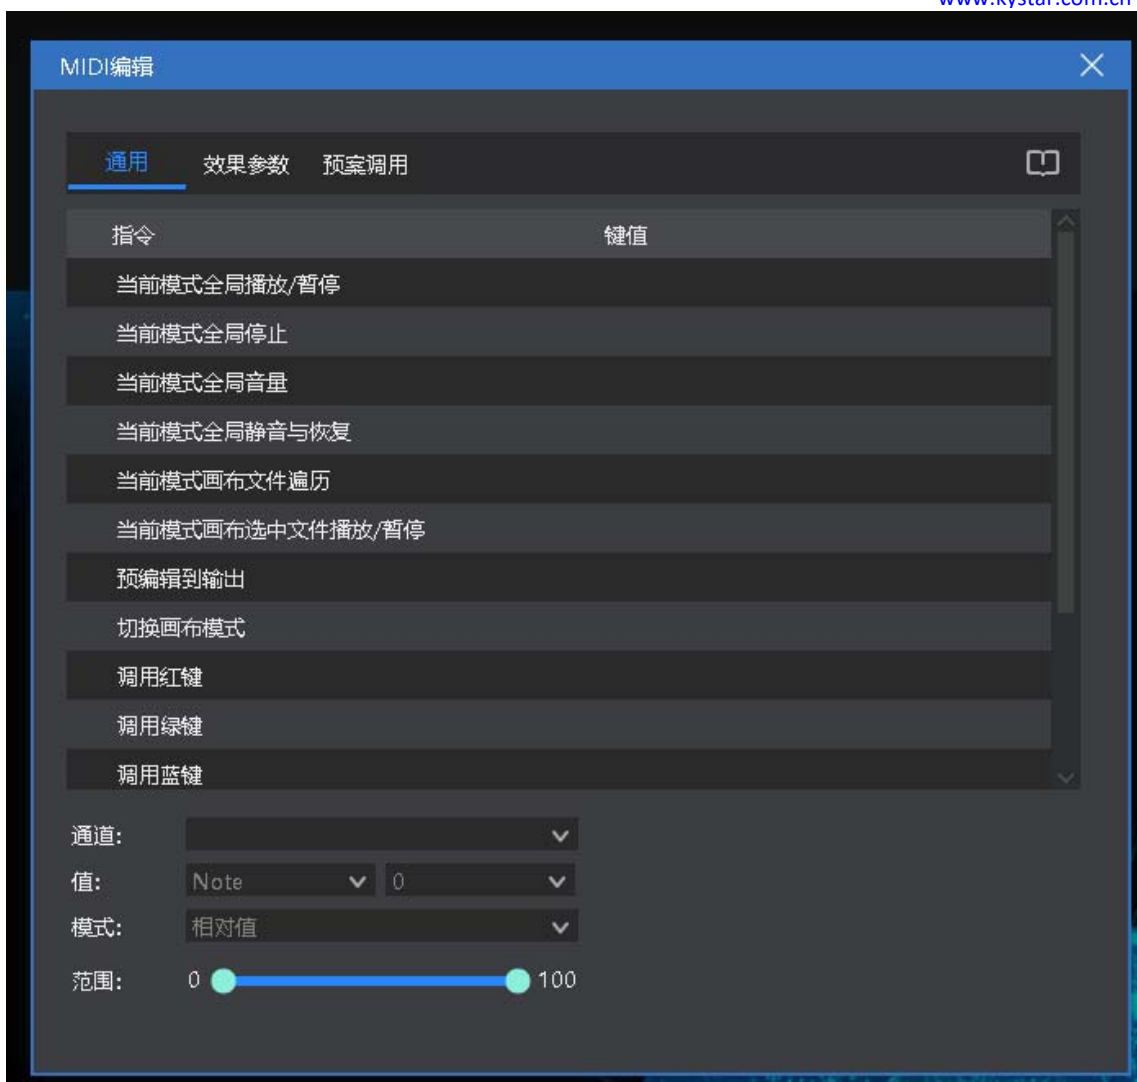 www.kystar.com.cn
MIDI编辑
通用 效果参数 预案调用
指令 键值
当前模式全局播放/暂停
当前模式全局停止
当前模式全局音量
当前模式全局静音与恢复
当前模式画布文件遍历
当前模式画布选中文件播放/暂停
预编辑到输出
切换画布模式
调用红键
调用绿键
调用蓝键
通道:
值: Note 0
模式: 相对值
范围: 0 100